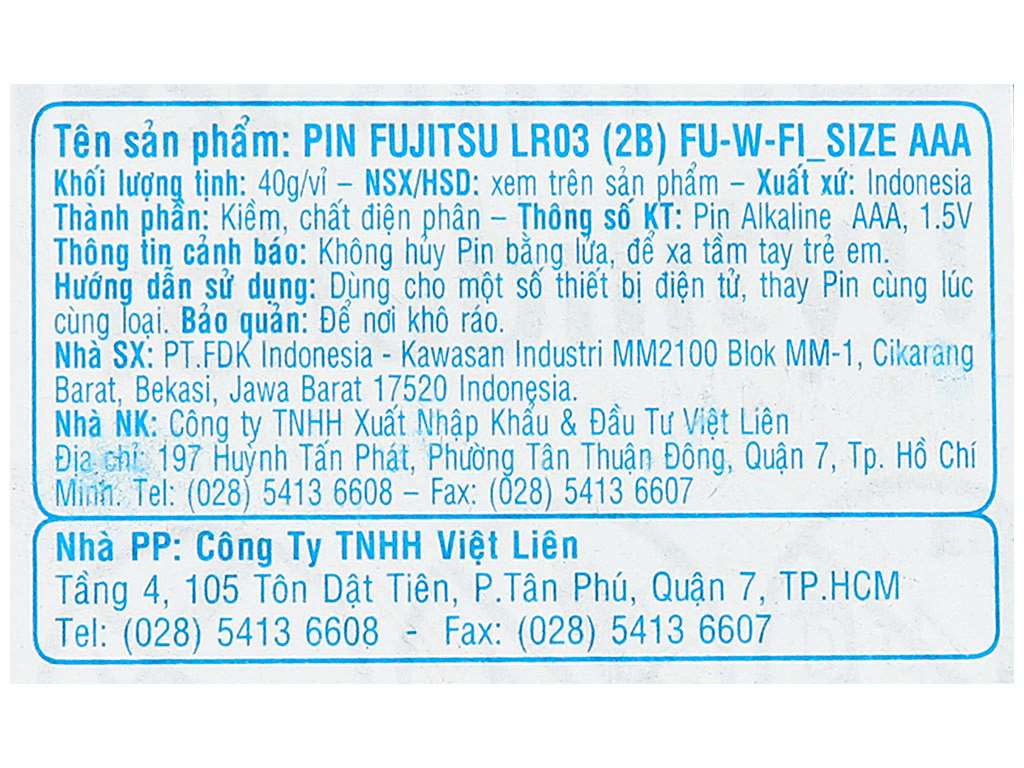 Tên sản phẩm: PIN FUJITSU LR03 (2B) FU-W-FI_SIZE AAA
Khối lượng tịnh: 40g/vỉ – NSX/HSD: xem trên sản phẩm – Xuất xứ: Indonesia
Thành phần: Kiềm, chất điện phân – Thông số KT: Pin Alkaline AAA, 1.5V
Thông tin cảnh báo: Không hủy Pin bằng lửa, để xa tầm tay trẻ em.
Hướng dẫn sử dụng: Dùng cho một số thiết bị điện tử, thay Pin cùng lúc
cùng loại. Bảo quản: Để nơi khô ráo.
Nhà SX: PT.FDK Indonesia - Kawasan Industri MM2100 Blok MM-1, Cikarang
Barat, Bekasi, Jawa Barat 17520 Indonesia.
Nhà NK: Công ty TNHH Xuất Nhập Khẩu & Đầu Tư Việt Liên
Địa chỉ: 197 Huỳnh Tấn Phát, Phường Tân Thuận Đông, Quận 7, Tp. Hồ Chí
Minh. Tel: (028) 5413 6608 – Fax: (028) 5413 6607
Nhà PP: Công Ty TNHH Việt Liên
Tầng 4, 105 Tôn Dật Tiên, P.Tân Phú, Quận 7, TP.HCM
Tel: (028) 5413 6608 - Fax: (028) 5413 6607